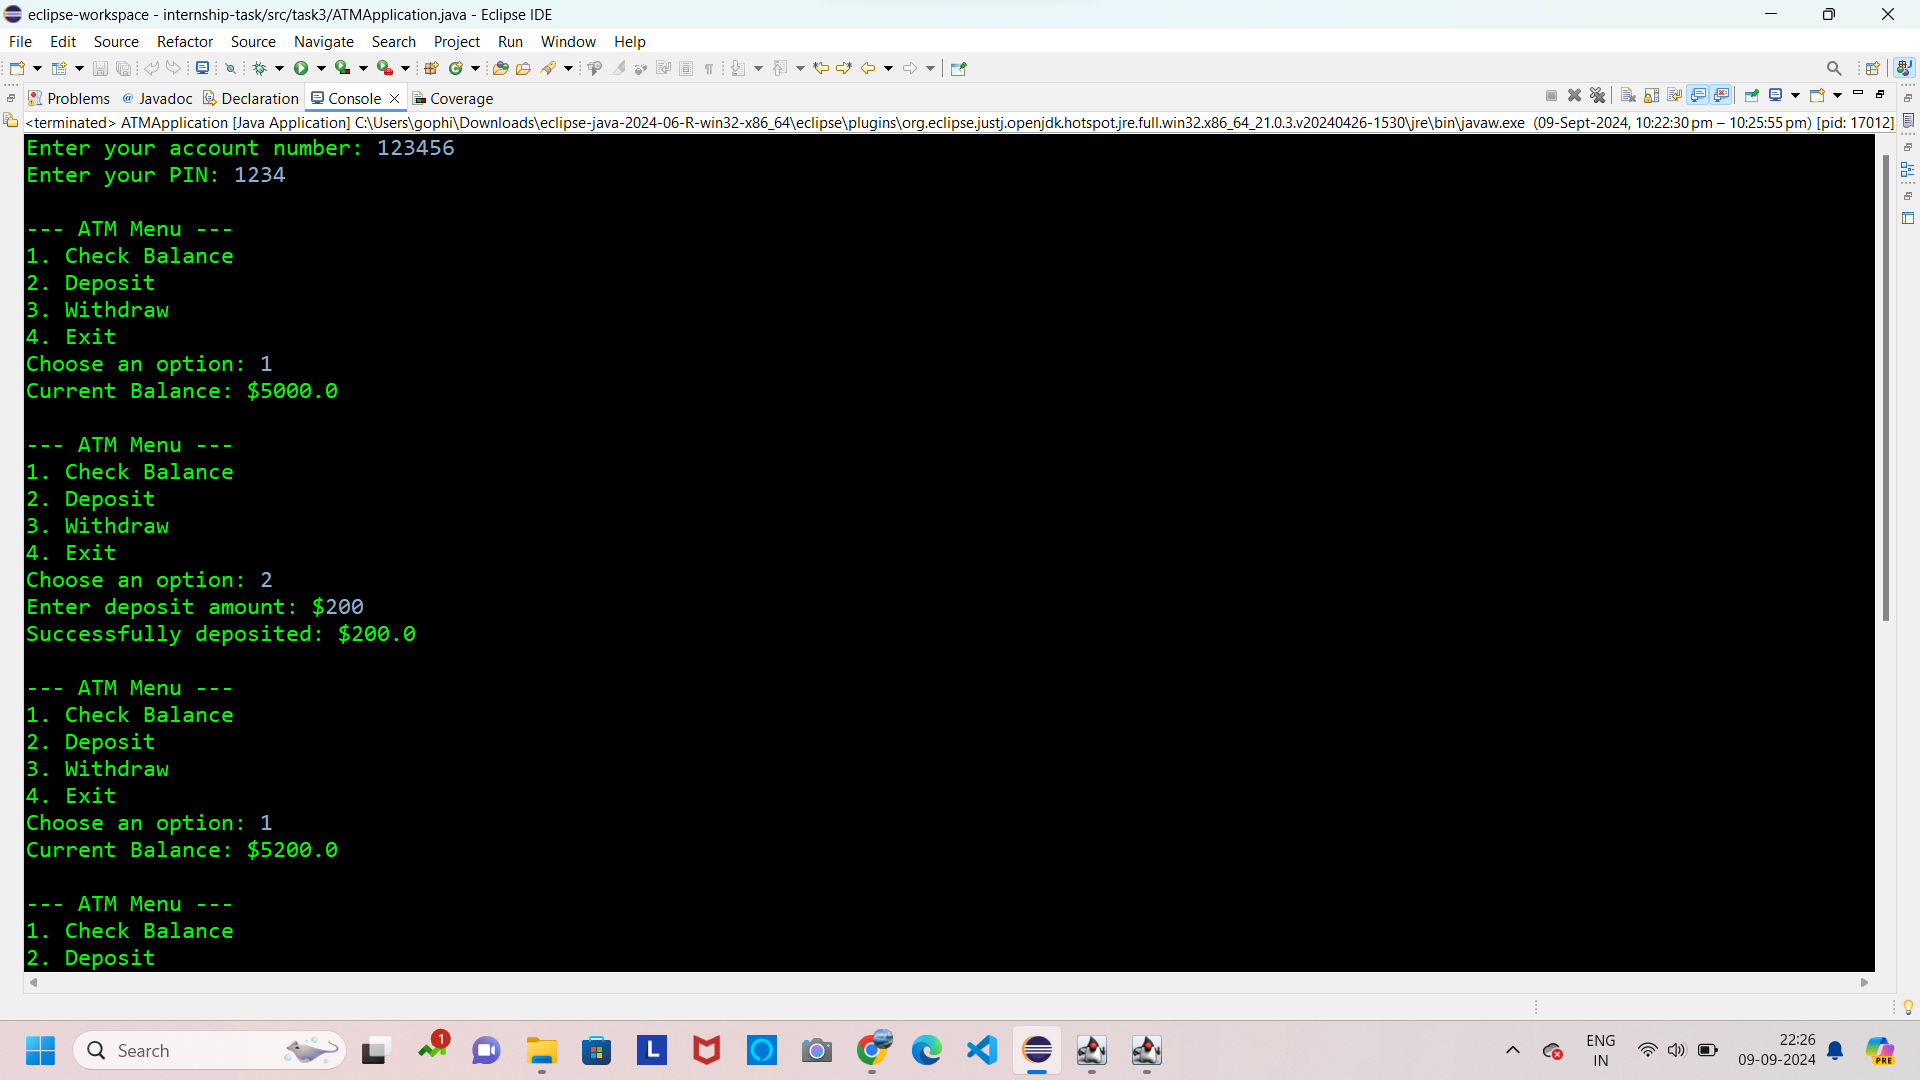 eclipse-workspace - internship-task/src/task3/ATMApplication.java - Eclipse IDE
File Edit Source Refactor Source Navigate Search Project Run Window Help
Problems Javadoc Declaration Console Coverage
<terminated> ATMApplication [Java Application] C:\Users\gophi\Downloads\eclipse-java-2024-06-R-win32-x86_64\eclipse\plugins\org.eclipse.justj.openjdk.hotspot.jre.full.win32.x86_64_21.0.3.v20240426-1530\jre\bin\javaw.exe (09-Sept-2024, 10:22:30 pm – 10:25:55 pm) [pid: 17012]
Enter your account number: 123456
Enter your PIN: 1234
--- ATM Menu ---
1. Check Balance
2. Deposit
3. Withdraw
4. Exit
Choose an option: 1
Current Balance: $5000.0
--- ATM Menu ---
1. Check Balance
2. Deposit
3. Withdraw
4. Exit
Choose an option: 2
Enter deposit amount: $200
Successfully deposited: $200.0
--- ATM Menu ---
1. Check Balance
2. Deposit
3. Withdraw
4. Exit
Choose an option: 1
Current Balance: $5200.0
--- ATM Menu ---
1. Check Balance
2. Deposit
Search
1
L
ENG
IN
22:26
09-09-2024
PRE